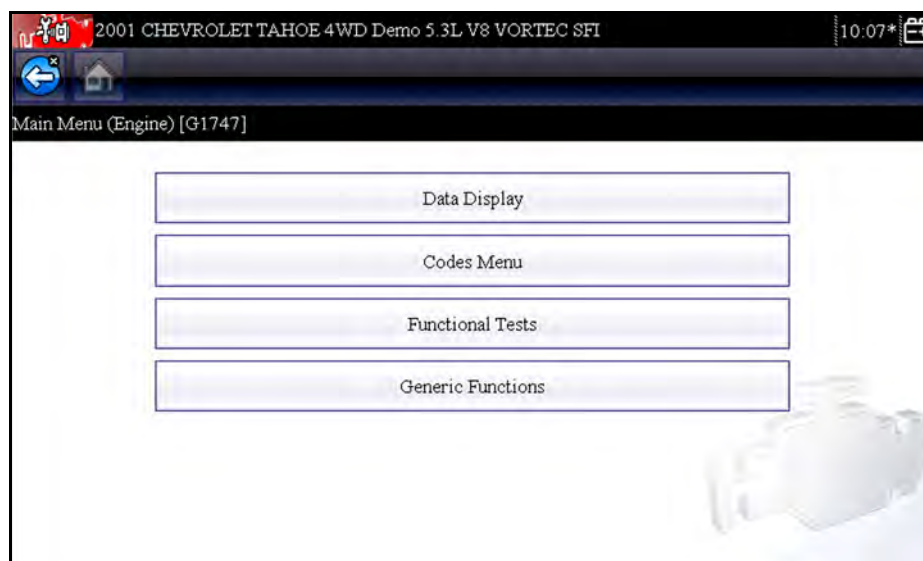 2001 CHEVROLET TAHOE 4WD Demo 5.3L V8 VORTEC SFI 10:07*
Main Menu (Engine) [G1747]
Data Display
Codes Menu
Functional Tests
Generic Functions